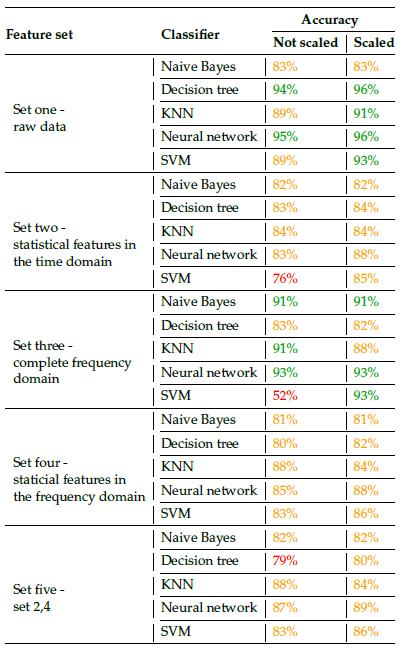 Accuracy
Feature set Classifier
Not scaled Scaled
Naive Bayes 83% 83%
Decision tree 94% 96%
Set one -
raw data
KNN 89% 91%
Neural network 95% 96%
SVM 89% 93%
Naive Bayes 82% 82%
Decision tree 83% 84%
Set two -
statistical features in
the time domain
KNN 84% 84%
Neural network 83% 88%
SVM 76% 85%
Naive Bayes 91% 91%
Decision tree 83% 82%
Set three -
complete frequency
domain
KNN 91% 88%
Neural network 93% 93%
SVM 52% 93%
Naive Bayes 81% 81%
Decision tree 80% 82%
Set four -
staticial features in
the frequency domain
KNN 88% 84%
Neural network 85% 88%
SVM 83% 86%
Naive Bayes 82% 82%
Decision tree 79% 80%
Set five -
set 2,4
KNN 88% 84%
Neural network 87% 89%
SVM 83% 86%